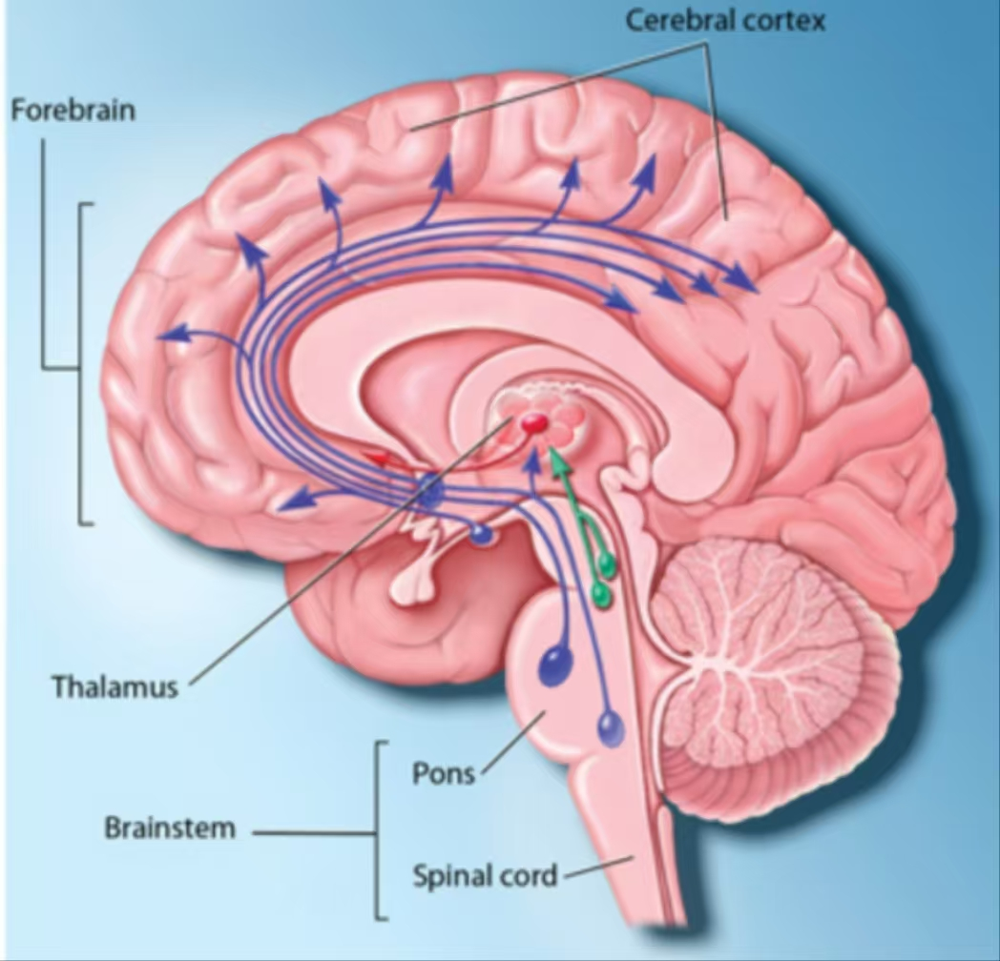 Cerebral cortex
Forebrain
Thalamus
Pons
Brainstem
Spinal cord